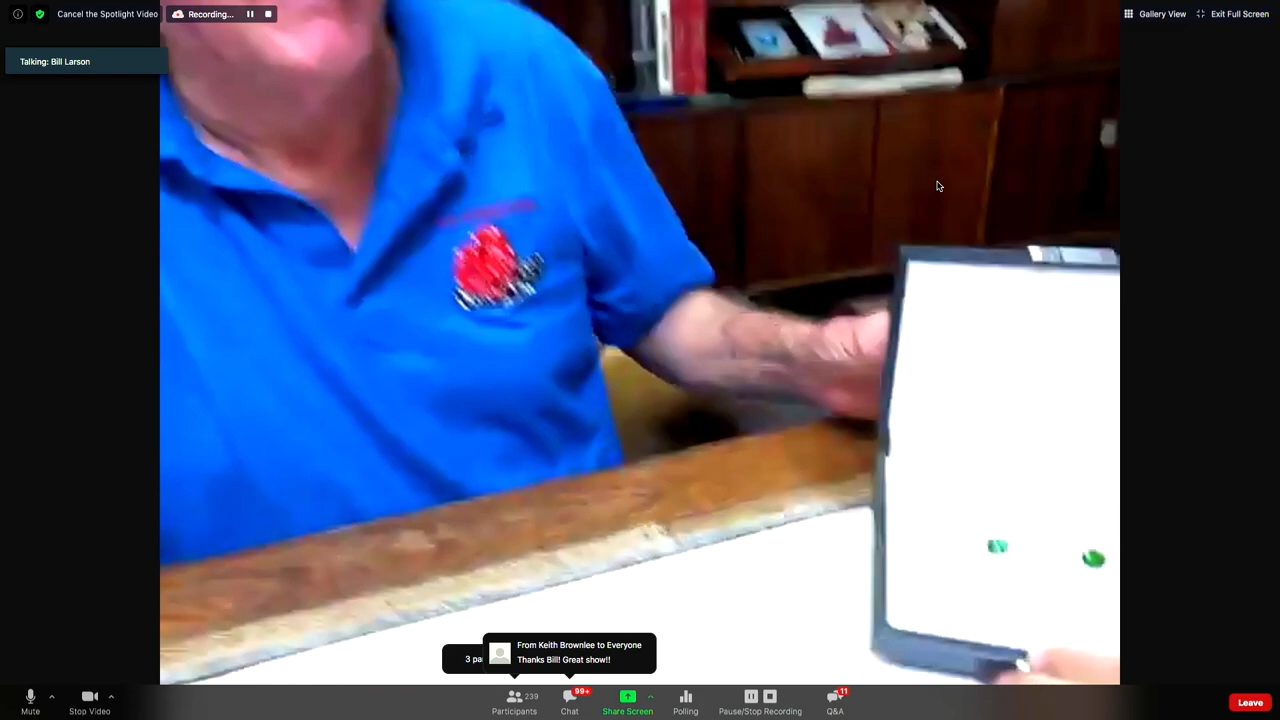 Cancel the Spotlight Video
Recording...
Gallery View
Exit Full Screen
Talking: Bill Larson
From Keith Brownlee to Everyone
Thanks Bill! Great show!!
3 pa
Mute
Stop Video
239
Participants
99+
Chat
Share Screen
Polling
Pause/Stop Recording
11
Q&A
Leave